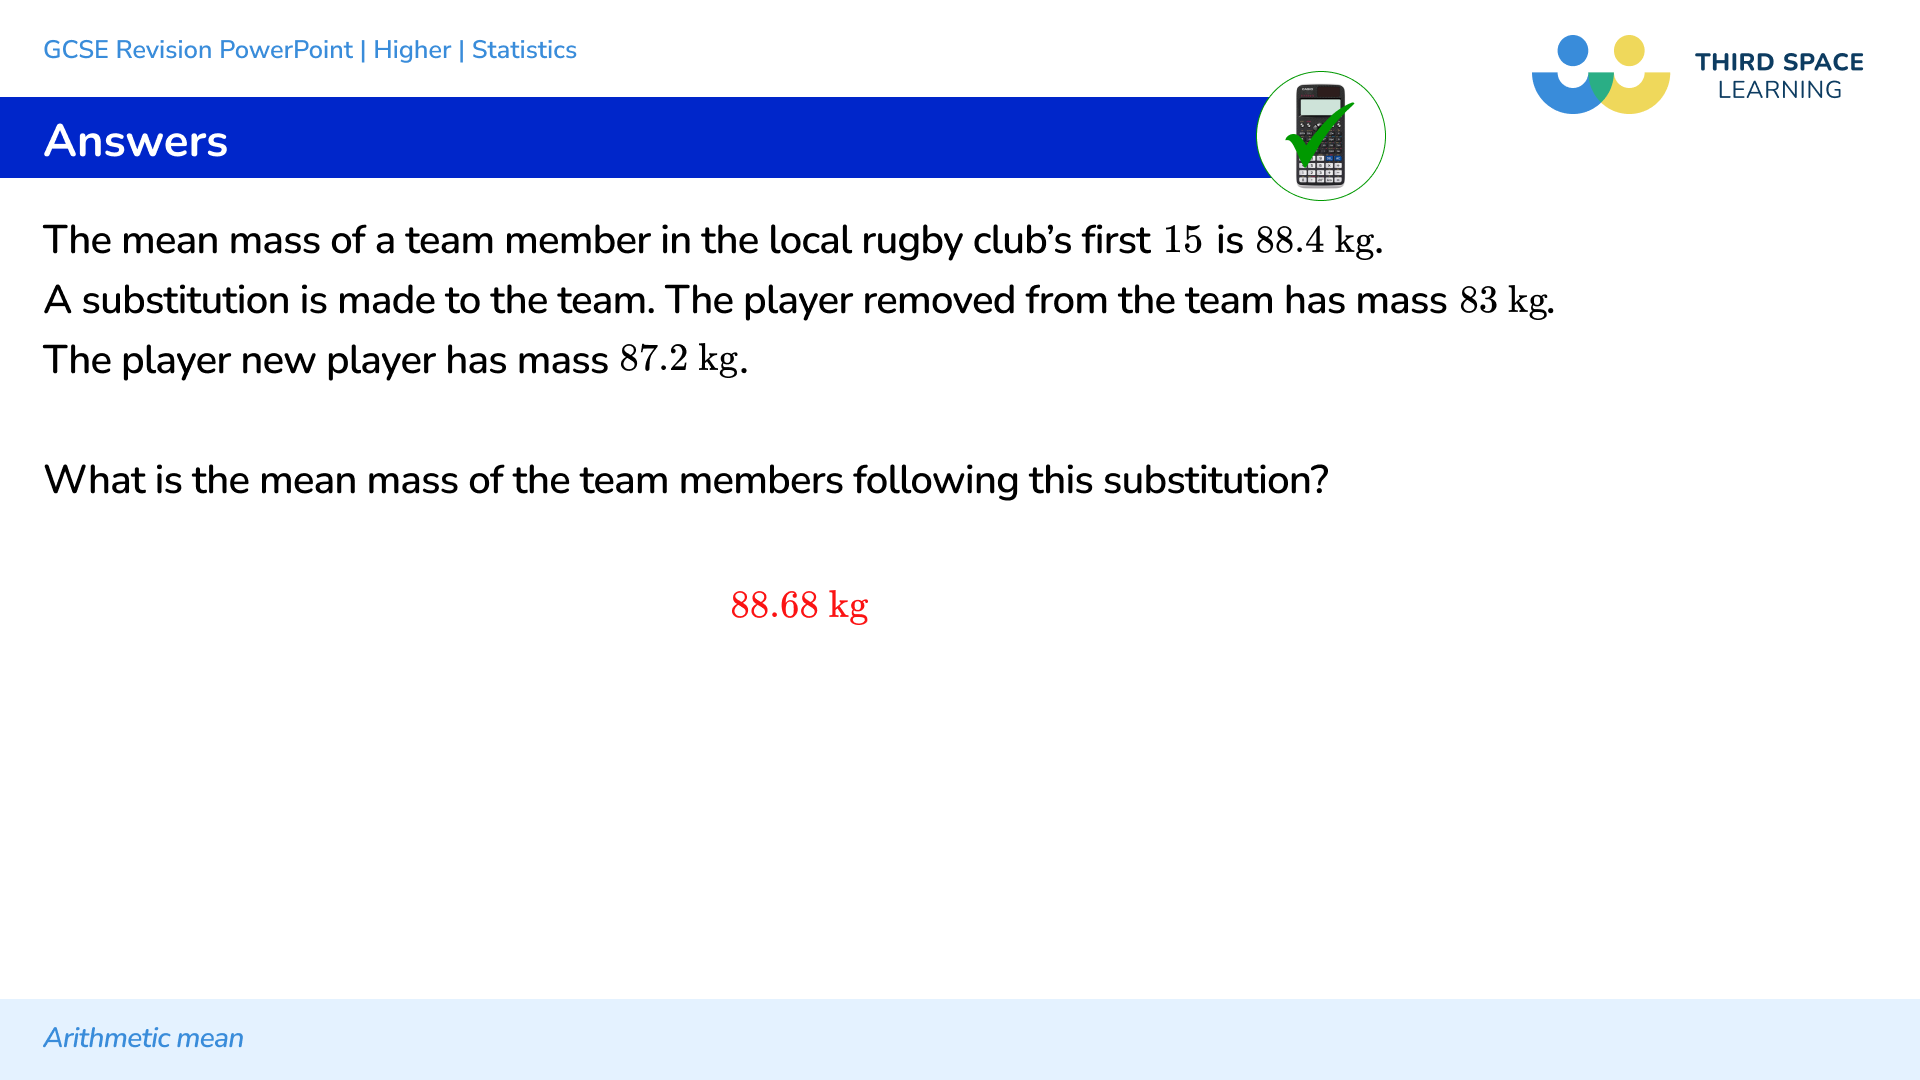 GCSE Revision PowerPoint | Higher | Statistics
THIRD SPACE
LEARNING
Answers
The mean mass of a team member in the local rugby club’s first 15 is 88.4 kg.
A substitution is made to the team. The player removed from the team has mass 83 kg.
The player new player has mass 87.2 kg.
What is the mean mass of the team members following this substitution?
88.68 kg
Arithmetic mean